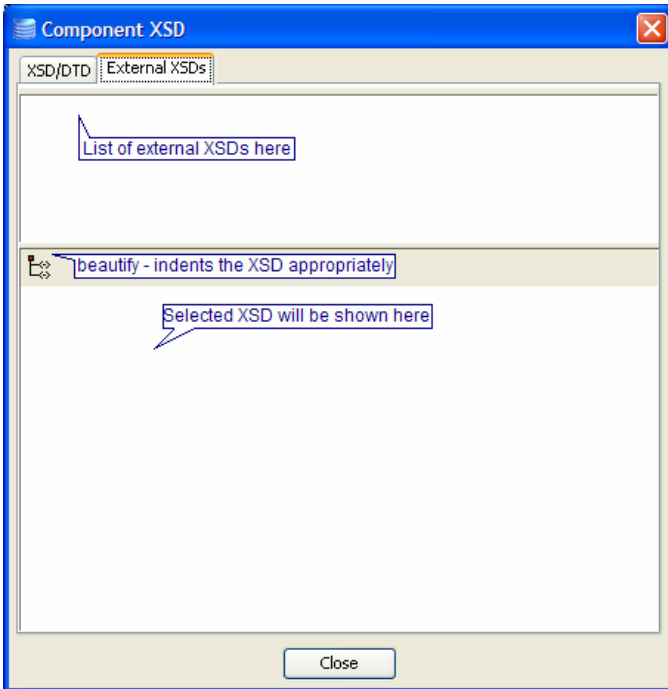 Component XSD
XSD/DTD
External XSDs
List of external XSDs here
beautify - indents the XSD appropriately
Selected XSD will be shown here
Close